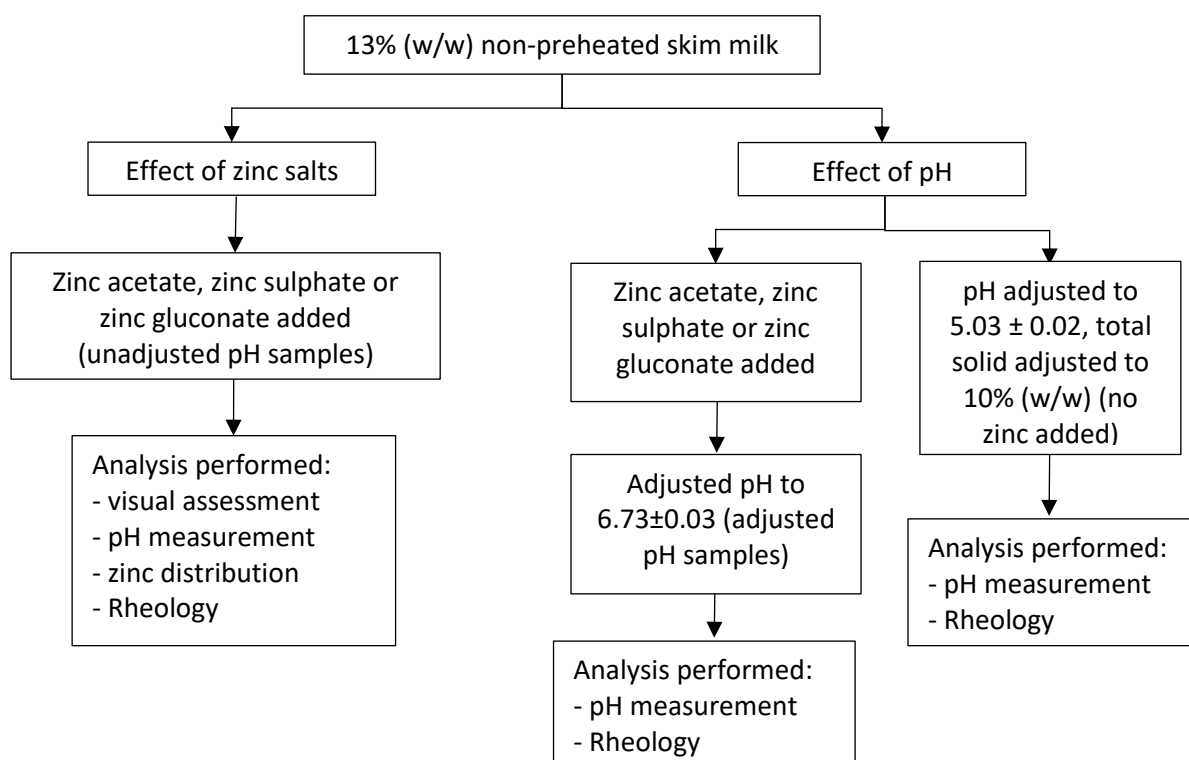 13% (w/w) non-preheated skim milk
Effect of zinc salts
Effect of pH
Zinc acetate, zinc sulphate or
zinc gluconate added
(unadjusted pH samples)
Zinc acetate, zinc
sulphate or zinc
gluconate added
pH adjusted to
5.03 ± 0.02, total
solid adjusted to
10% (w/w) (no
zinc added)
Analysis performed:
- visual assessment
- pH measurement
- zinc distribution
- Rheology
Adjusted pH to
6.73±0.03 (adjusted
pH samples)
Analysis performed:
- pH measurement
- Rheology
Analysis performed:
- pH measurement
- Rheology